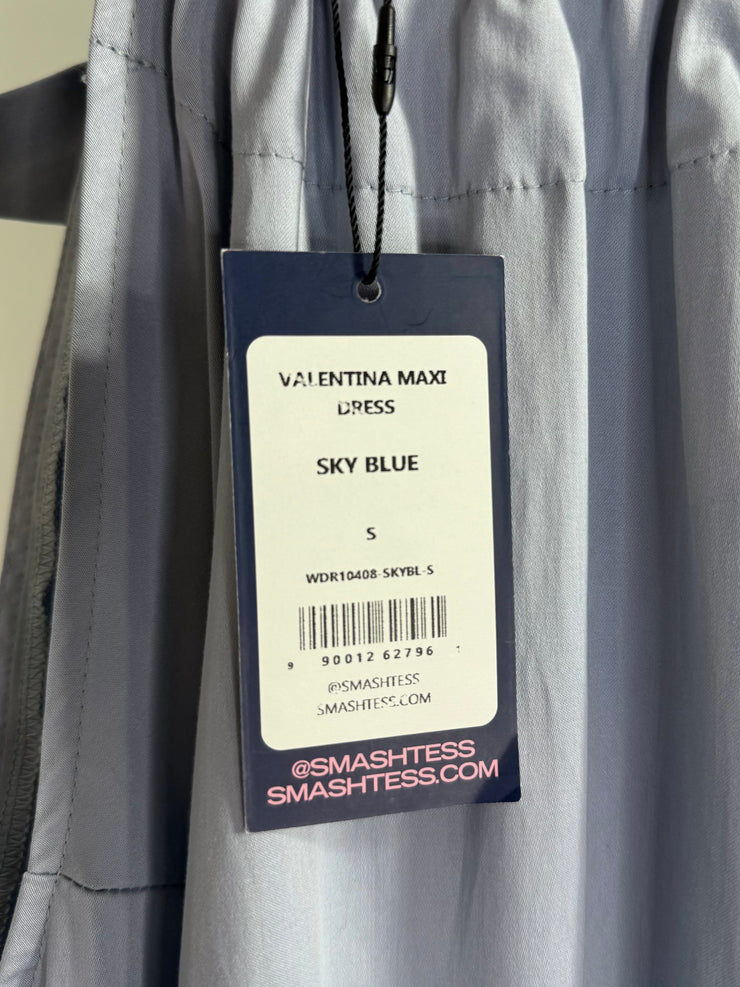 VALENTINA MAXI
DRESS
SKY BLUE
S
WDR10408-SKYBL-S
9 90012 62796 1
@SMASHTESS
SMASHTESS.COM
@SMASHTESS
SMASHTESS.COM